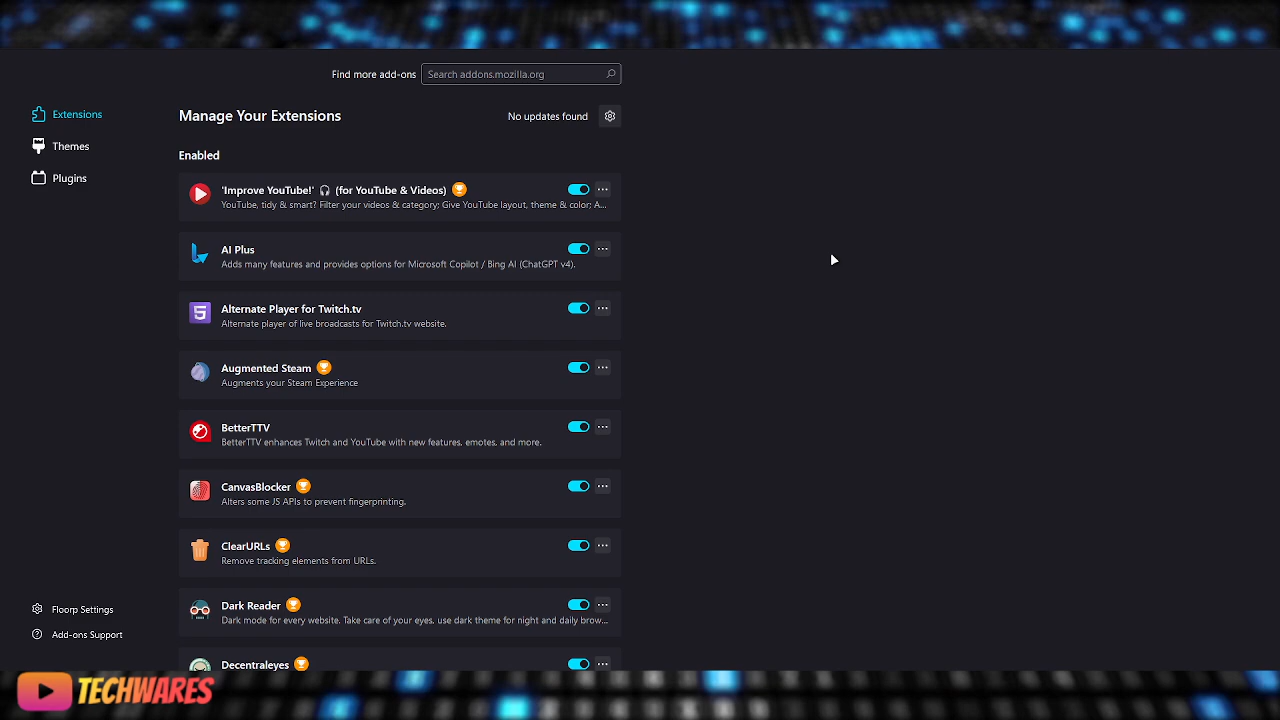 Find more add-ons
Search addons.mozilla.org
Extensions
Themes
Plugins
Manage Your Extensions
No updates found
Enabled
'Improve YouTube!' 🎧 (for YouTube & Videos)
YouTube, tidy & smart? Filter your videos & category; Give YouTube layout, theme & color; A...
AI Plus
Adds many features and provides options for Microsoft Copilot / Bing AI (ChatGPT v4).
Alternate Player for Twitch.tv
Alternate player of live broadcasts for Twitch.tv website.
Augmented Steam
Augments your Steam Experience
BetterTTV
BetterTTV enhances Twitch and YouTube with new features, emotes, and more.
CanvasBlocker
Alters some JS APIs to prevent fingerprinting.
ClearURLs
Remove tracking elements from URLs.
Dark Reader
Dark mode for every website. Take care of your eyes, use dark theme for night and daily brow...
Decentraleyes
Floorp Settings
Add-ons Support
TECHWARES